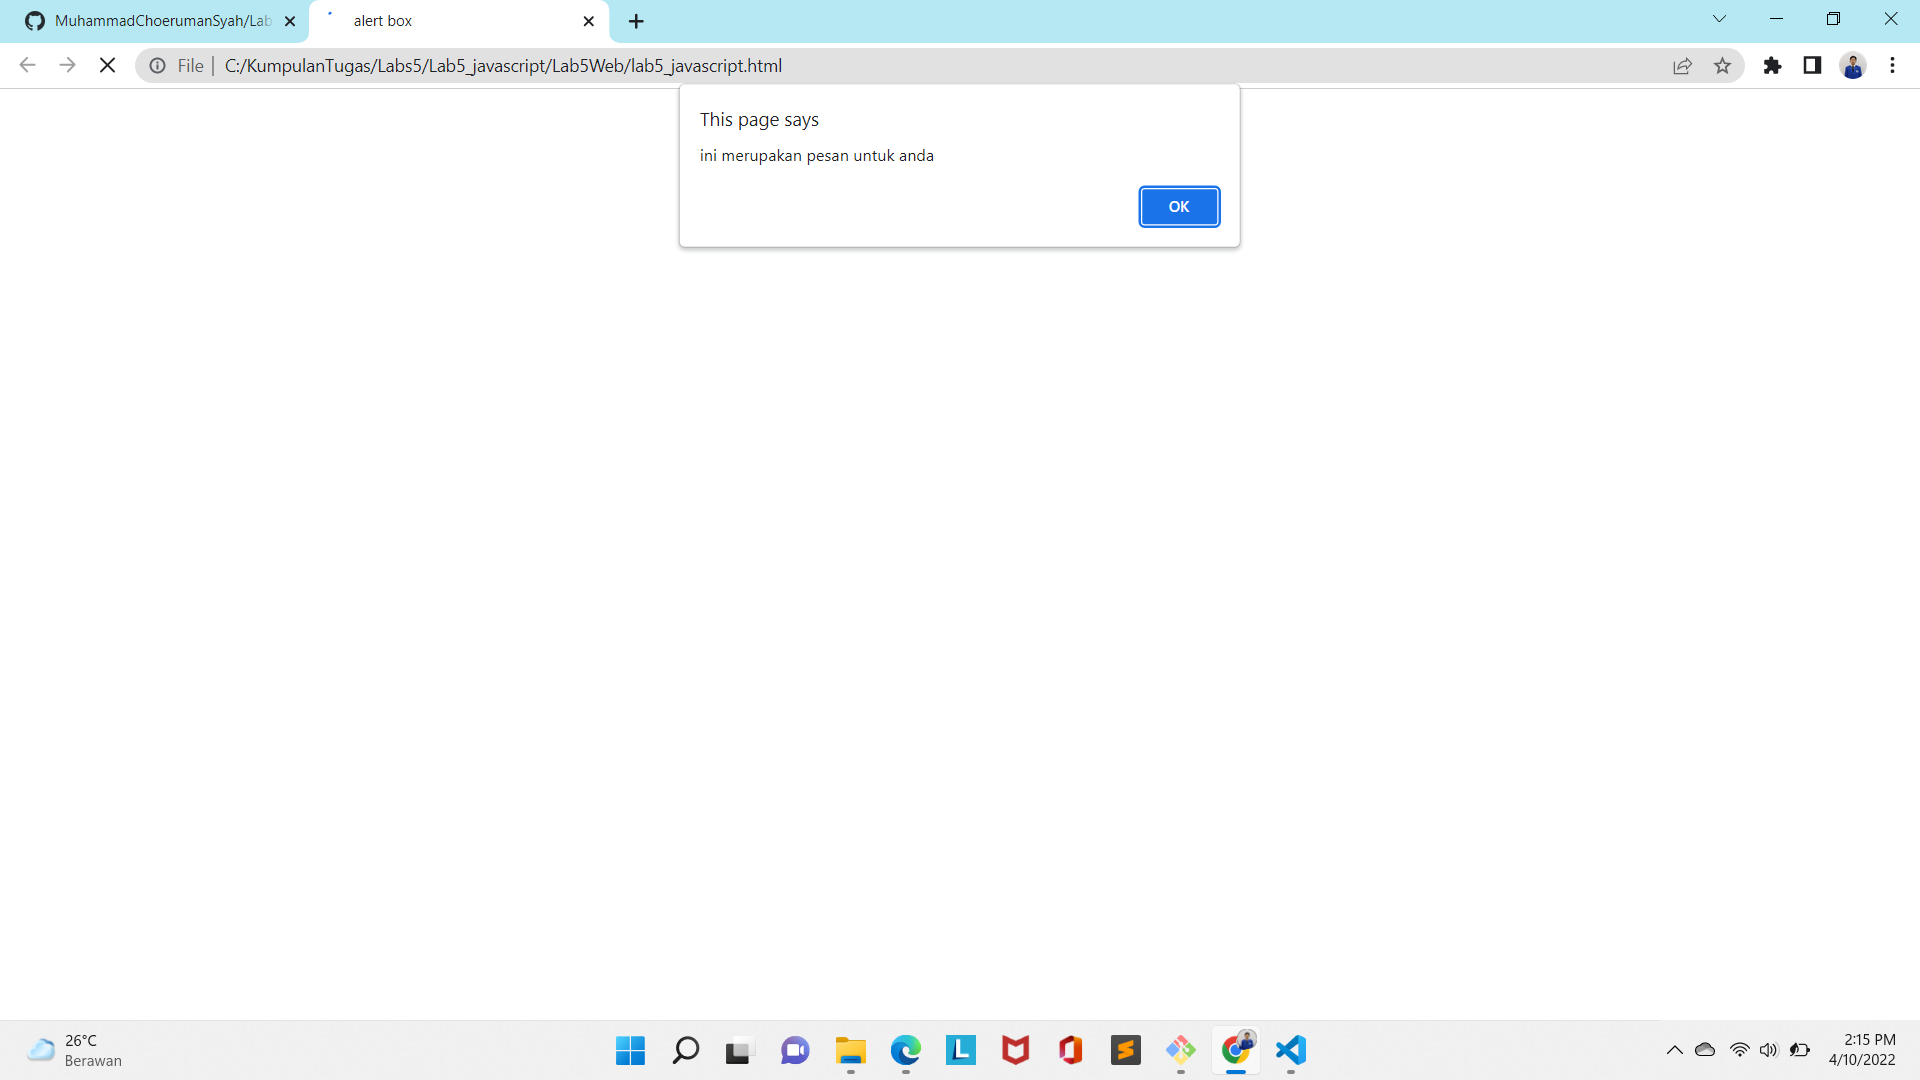 MuhammadChoerumanSyah/Lab
alert box
File
C:/KumpulanTugas/Labs5/Lab5_javascript/Lab5Web/lab5_javascript.html
This page says
ini merupakan pesan untuk anda
OK
26°C
Berawan
2:15 PM
4/10/2022